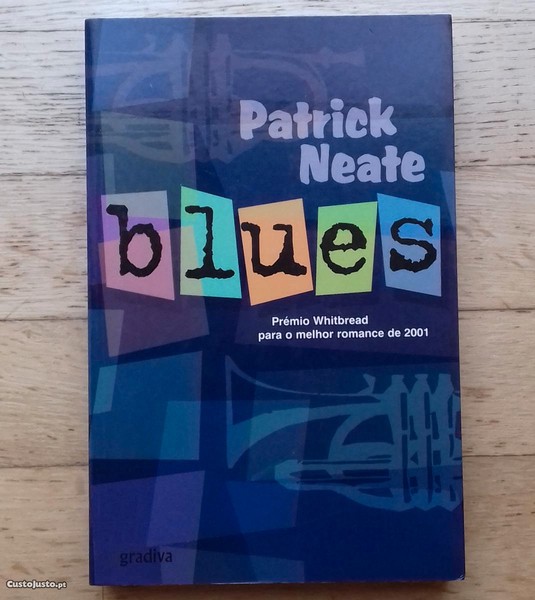 Patrick
Neate
blues
Prémio Whitbread
para o melhor romance de 2001
gradiva
CustoJusto.pt